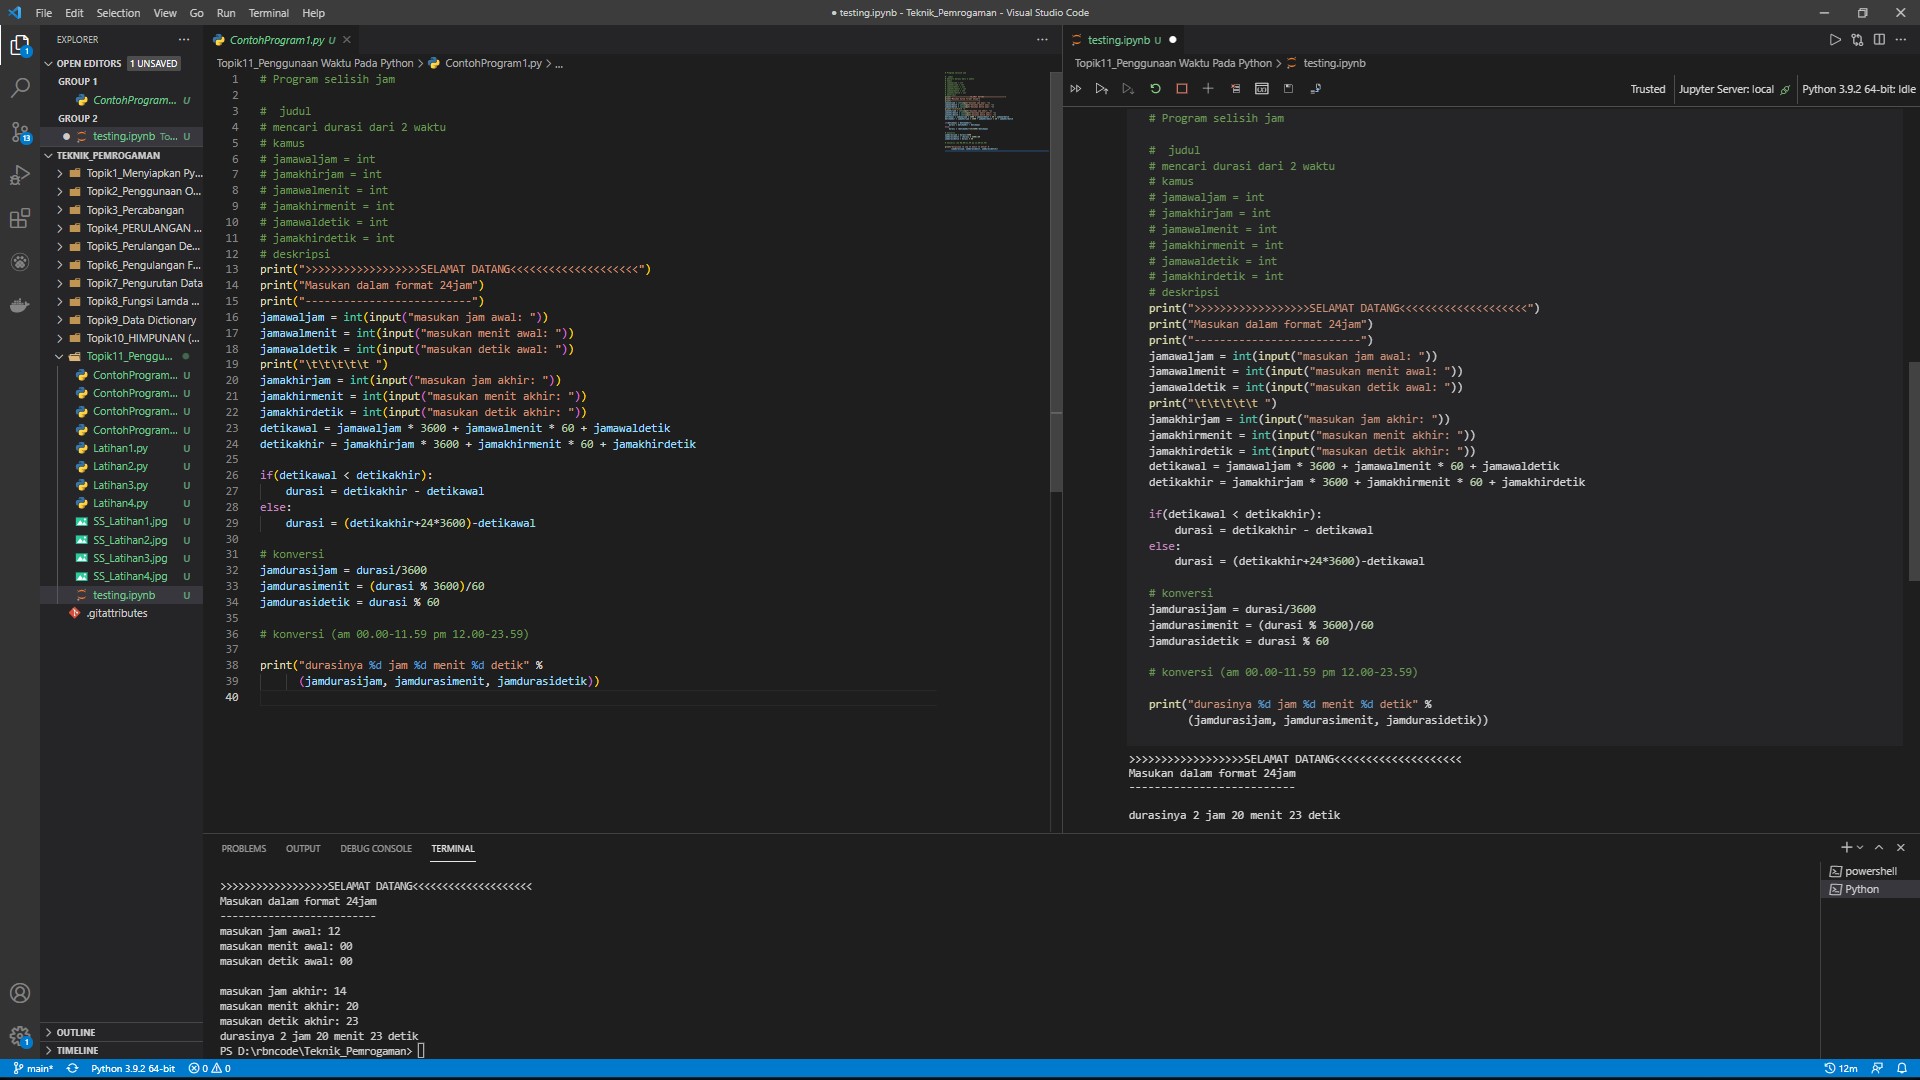 File Edit Selection View Go Run Terminal Help
● testing.ipynb - Teknik_Pemrogaman - Visual Studio Code
EXPLORER
OPEN EDITORS 1 UNSAVED
GROUP 1
ContohProgram... U
GROUP 2
testing.ipynb To... U
TEKNIK_PEMROGAMAN
Topik1_Menyiapkan Py...
Topik2_Penggunaan O...
Topik3_Percabangan
Topik4_PERULANGAN ...
Topik5_Perulangan De...
Topik6_Pengulangan F...
Topik7_Pengurutan Data
Topik8_Fungsi Lamda ...
Topik9_Data Dictionary
Topik10_HIMPUNAN (...
Topik11_Penggu...
ContohProgram... U
ContohProgram... U
ContohProgram... U
ContohProgram... U
Latihan1.py U
Latihan2.py U
Latihan3.py U
Latihan4.py U
SS_Latihan1.jpg U
SS_Latihan2.jpg U
SS_Latihan3.jpg U
SS_Latihan4.jpg U
testing.ipynb U
.gitattributes
OUTLINE
TIMELINE
ContohProgram1.py U
Topik11_Penggunaan Waktu Pada Python > ContohProgram1.py > ...
1 # Program selisih jam
2
3 #  judul
4 # mencari durasi dari 2 waktu
5 # kamus
6 # jamawaljam = int
7 # jamakhirjam = int
8 # jamawalmenit = int
9 # jamakhirmenit = int
10 # jamawaldetik = int
11 # jamakhirdetik = int
12 # deskripsi
13 print(">>>>>>>>>>>>>>>>>>SELAMAT DATANG<<<<<<<<<<<<<<<<<<<<")
14 print("Masukan dalam format 24jam")
15 print("--------------------------")
16 jamawaljam = int(input("masukan jam awal: "))
17 jamawalmenit = int(input("masukan menit awal: "))
18 jamawaldetik = int(input("masukan detik awal: "))
19 print("\t\t\t\t\t ")
20 jamakhirjam = int(input("masukan jam akhir: "))
21 jamakhirmenit = int(input("masukan menit akhir: "))
22 jamakhirdetik = int(input("masukan detik akhir: "))
23 detikawal = jamawaljam * 3600 + jamawalmenit * 60 + jamawaldetik
24 detikakhir = jamakhirjam * 3600 + jamakhirmenit * 60 + jamakhirdetik
25
26 if(detikawal < detikakhir):
27     durasi = detikakhir - detikawal
28 else:
29     durasi = (detikakhir+24*3600)-detikawal
30
31 # konversi
32 jamdurasijam = durasi/3600
33 jamdurasimenit = (durasi % 3600)/60
34 jamdurasidetik = durasi % 60
35
36 # konversi (am 00.00-11.59 pm 12.00-23.59)
37
38 print("durasinya %d jam %d menit %d detik" %
39       (jamdurasijam, jamdurasimenit, jamdurasidetik))
40
testing.ipynb U ●
Topik11_Penggunaan Waktu Pada Python > testing.ipynb
Trusted Jupyter Server: local Python 3.9.2 64-bit: Idle
# Program selisih jam
#  judul
# mencari durasi dari 2 waktu
# kamus
# jamawaljam = int
# jamakhirjam = int
# jamawalmenit = int
# jamakhirmenit = int
# jamawaldetik = int
# jamakhirdetik = int
# deskripsi
print(">>>>>>>>>>>>>>>>>>SELAMAT DATANG<<<<<<<<<<<<<<<<<<<<")
print("Masukan dalam format 24jam")
print("--------------------------")
jamawaljam = int(input("masukan jam awal: "))
jamawalmenit = int(input("masukan menit awal: "))
jamawaldetik = int(input("masukan detik awal: "))
print("\t\t\t\t\t ")
jamakhirjam = int(input("masukan jam akhir: "))
jamakhirmenit = int(input("masukan menit akhir: "))
jamakhirdetik = int(input("masukan detik akhir: "))
detikawal = jamawaljam * 3600 + jamawalmenit * 60 + jamawaldetik
detikakhir = jamakhirjam * 3600 + jamakhirmenit * 60 + jamakhirdetik
if(detikawal < detikakhir):
    durasi = detikakhir - detikawal
else:
    durasi = (detikakhir+24*3600)-detikawal
# konversi
jamdurasijam = durasi/3600
jamdurasimenit = (durasi % 3600)/60
jamdurasidetik = durasi % 60
# konversi (am 00.00-11.59 pm 12.00-23.59)
print("durasinya %d jam %d menit %d detik" %
      (jamdurasijam, jamdurasimenit, jamdurasidetik))
>>>>>>>>>>>>>>>>>>SELAMAT DATANG<<<<<<<<<<<<<<<<<<<<
Masukan dalam format 24jam
--------------------------
durasinya 2 jam 20 menit 23 detik
PROBLEMS OUTPUT DEBUG CONSOLE TERMINAL
>>>>>>>>>>>>>>>>>>SELAMAT DATANG<<<<<<<<<<<<<<<<<<<<
Masukan dalam format 24jam
--------------------------
masukan jam awal: 12
masukan menit awal: 00
masukan detik awal: 00
masukan jam akhir: 14
masukan menit akhir: 20
masukan detik akhir: 23
durasinya 2 jam 20 menit 23 detik
PS D:\rbncode\Teknik_Pemrogaman>
powershell
Python
main* Python 3.9.2 64-bit 0 0 12m